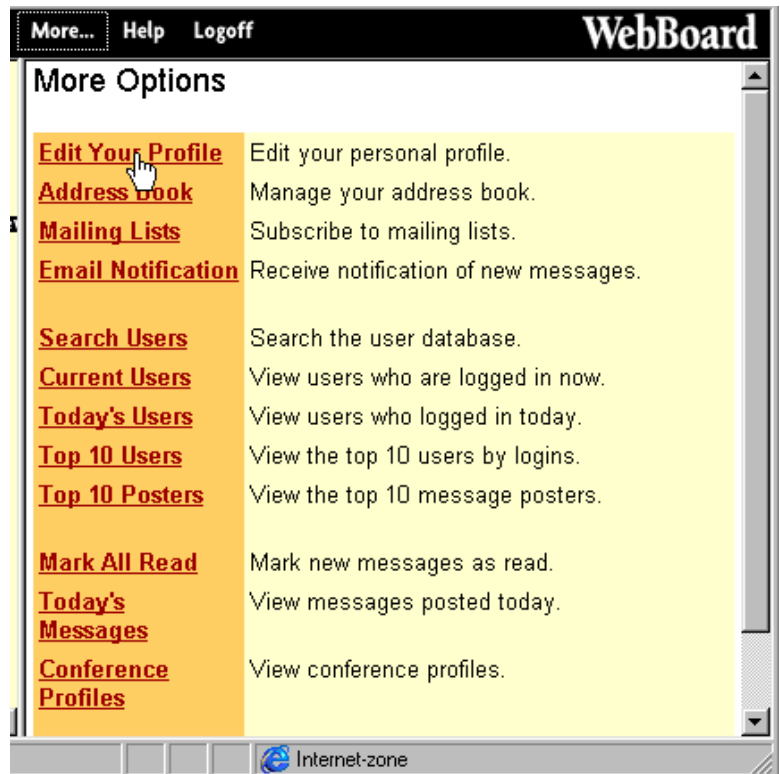 More... Help Logoff WebBoard
More Options
Edit Your Profile Edit your personal profile.
Address Book Manage your address book.
Mailing Lists Subscribe to mailing lists.
Email Notification Receive notification of new messages.
Search Users Search the user database.
Current Users View users who are logged in now.
Today's Users View users who logged in today.
Top 10 Users View the top 10 users by logins.
Top 10 Posters View the top 10 message posters.
Mark All Read Mark new messages as read.
Today's View messages posted today.
Messages
Conference View conference profiles.
Profiles
Internet-zone